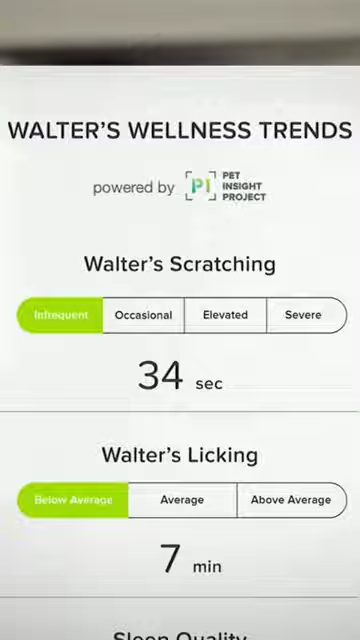 WALTER'S WELLNESS TRENDS
powered by PI PET INSIGHT PROJECT
Walter's Scratching
Infrequent Occasional Elevated Severe
34 sec
Walter's Licking
Below Average Average Above Average
7 min
Sleep Quality